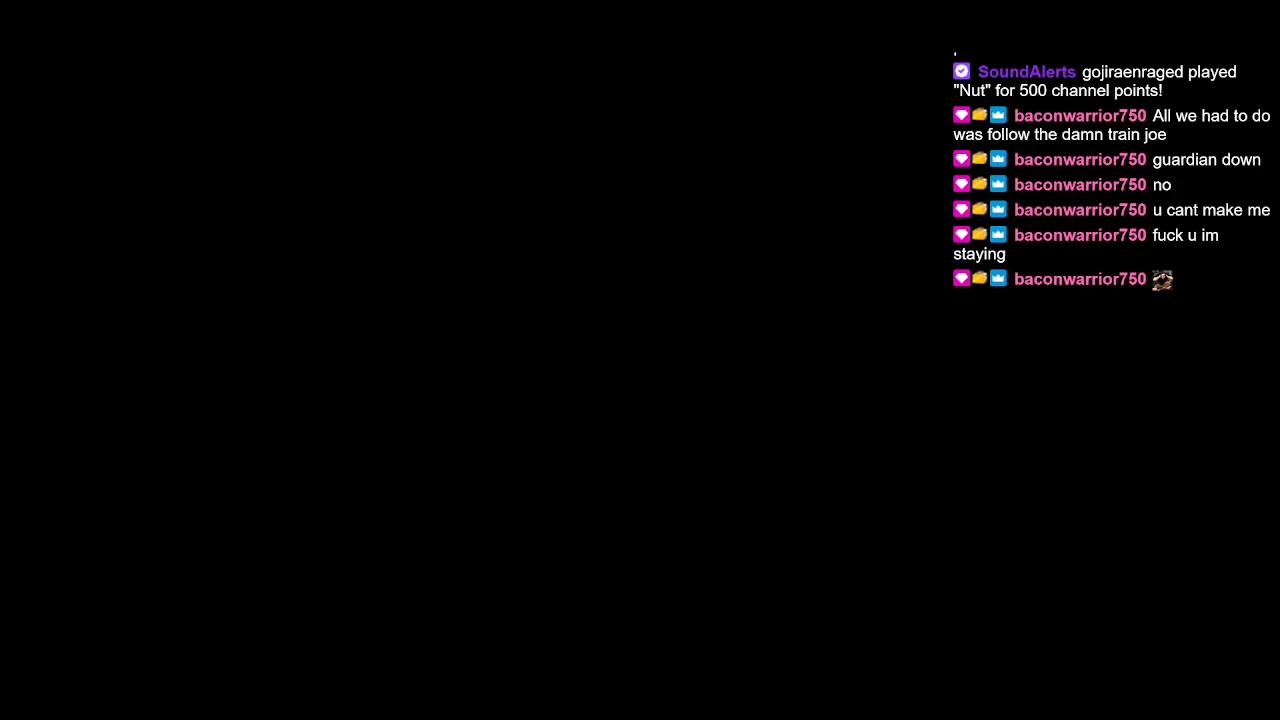 SoundAlerts gojiraenraged played
"Nut" for 500 channel points!
baconwarrior750 All we had to do
was follow the damn train joe
baconwarrior750 guardian down
baconwarrior750 no
baconwarrior750 u cant make me
baconwarrior750 fuck u im
staying
baconwarrior750